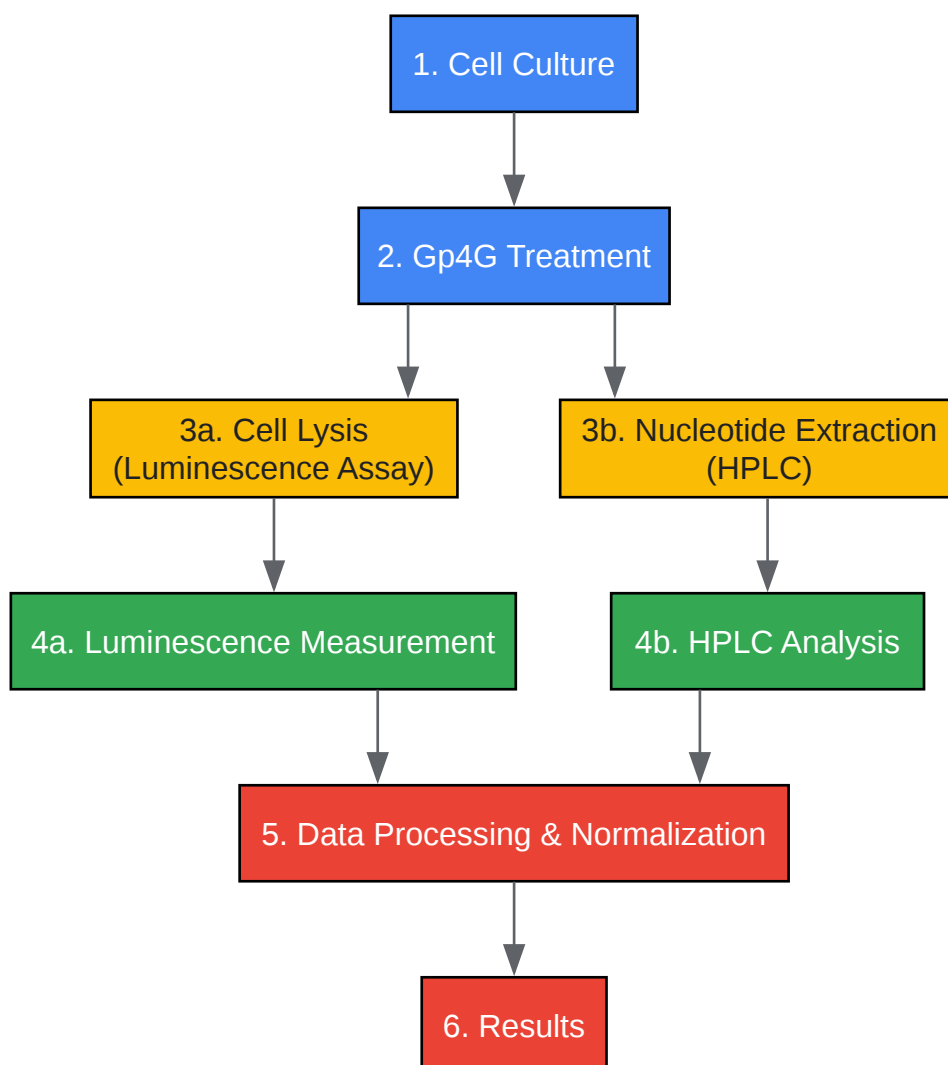 1. Cell Culture
2. Gp4G Treatment
3a. Cell Lysis
(Luminescence Assay)
3b. Nucleotide Extraction
(HPLC)
4a. Luminescence Measurement
4b. HPLC Analysis
5. Data Processing & Normalization
6. Results